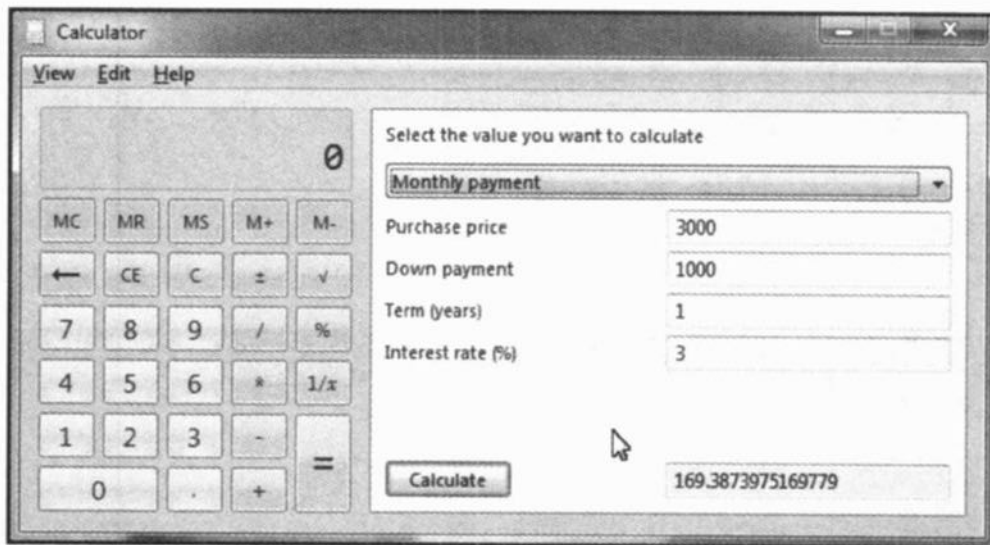 Calculator
View Edit Help
0
MC MR MS M+ M-
← CE C ± √
7 8 9 / %
4 5 6 * 1/x
1 2 3 - =
0 . +
Select the value you want to calculate
Monthly payment
Purchase price 3000
Down payment 1000
Term (years) 1
Interest rate (%) 3
Calculate 169.3873975169779